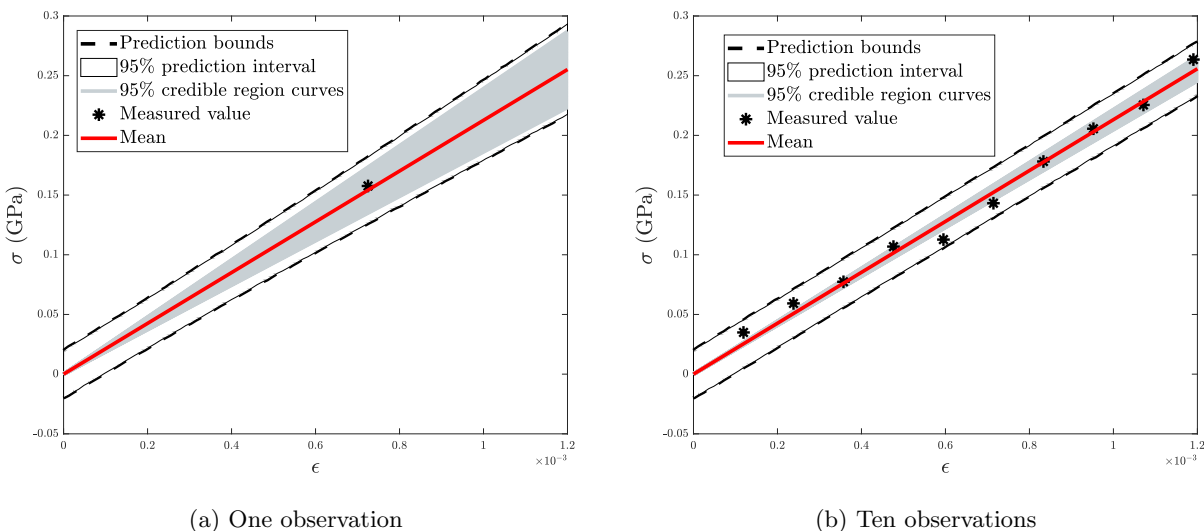 0.3
0.25
0.2
0.15
0.1
0.05
0
-0.05
σ (GPa)
Prediction bounds
95% prediction interval
95% credible region curves
Measured value
Mean
0 0.2 0.4 0.6 0.8 1 1.2
×10⁻³
ϵ
(a) One observation
0.3
0.25
0.2
0.15
0.1
0.05
0
-0.05
σ (GPa)
Prediction bounds
95% prediction interval
95% credible region curves
Measured value
Mean
0 0.2 0.4 0.6 0.8 1 1.2
×10⁻³
ϵ
(b) Ten observations